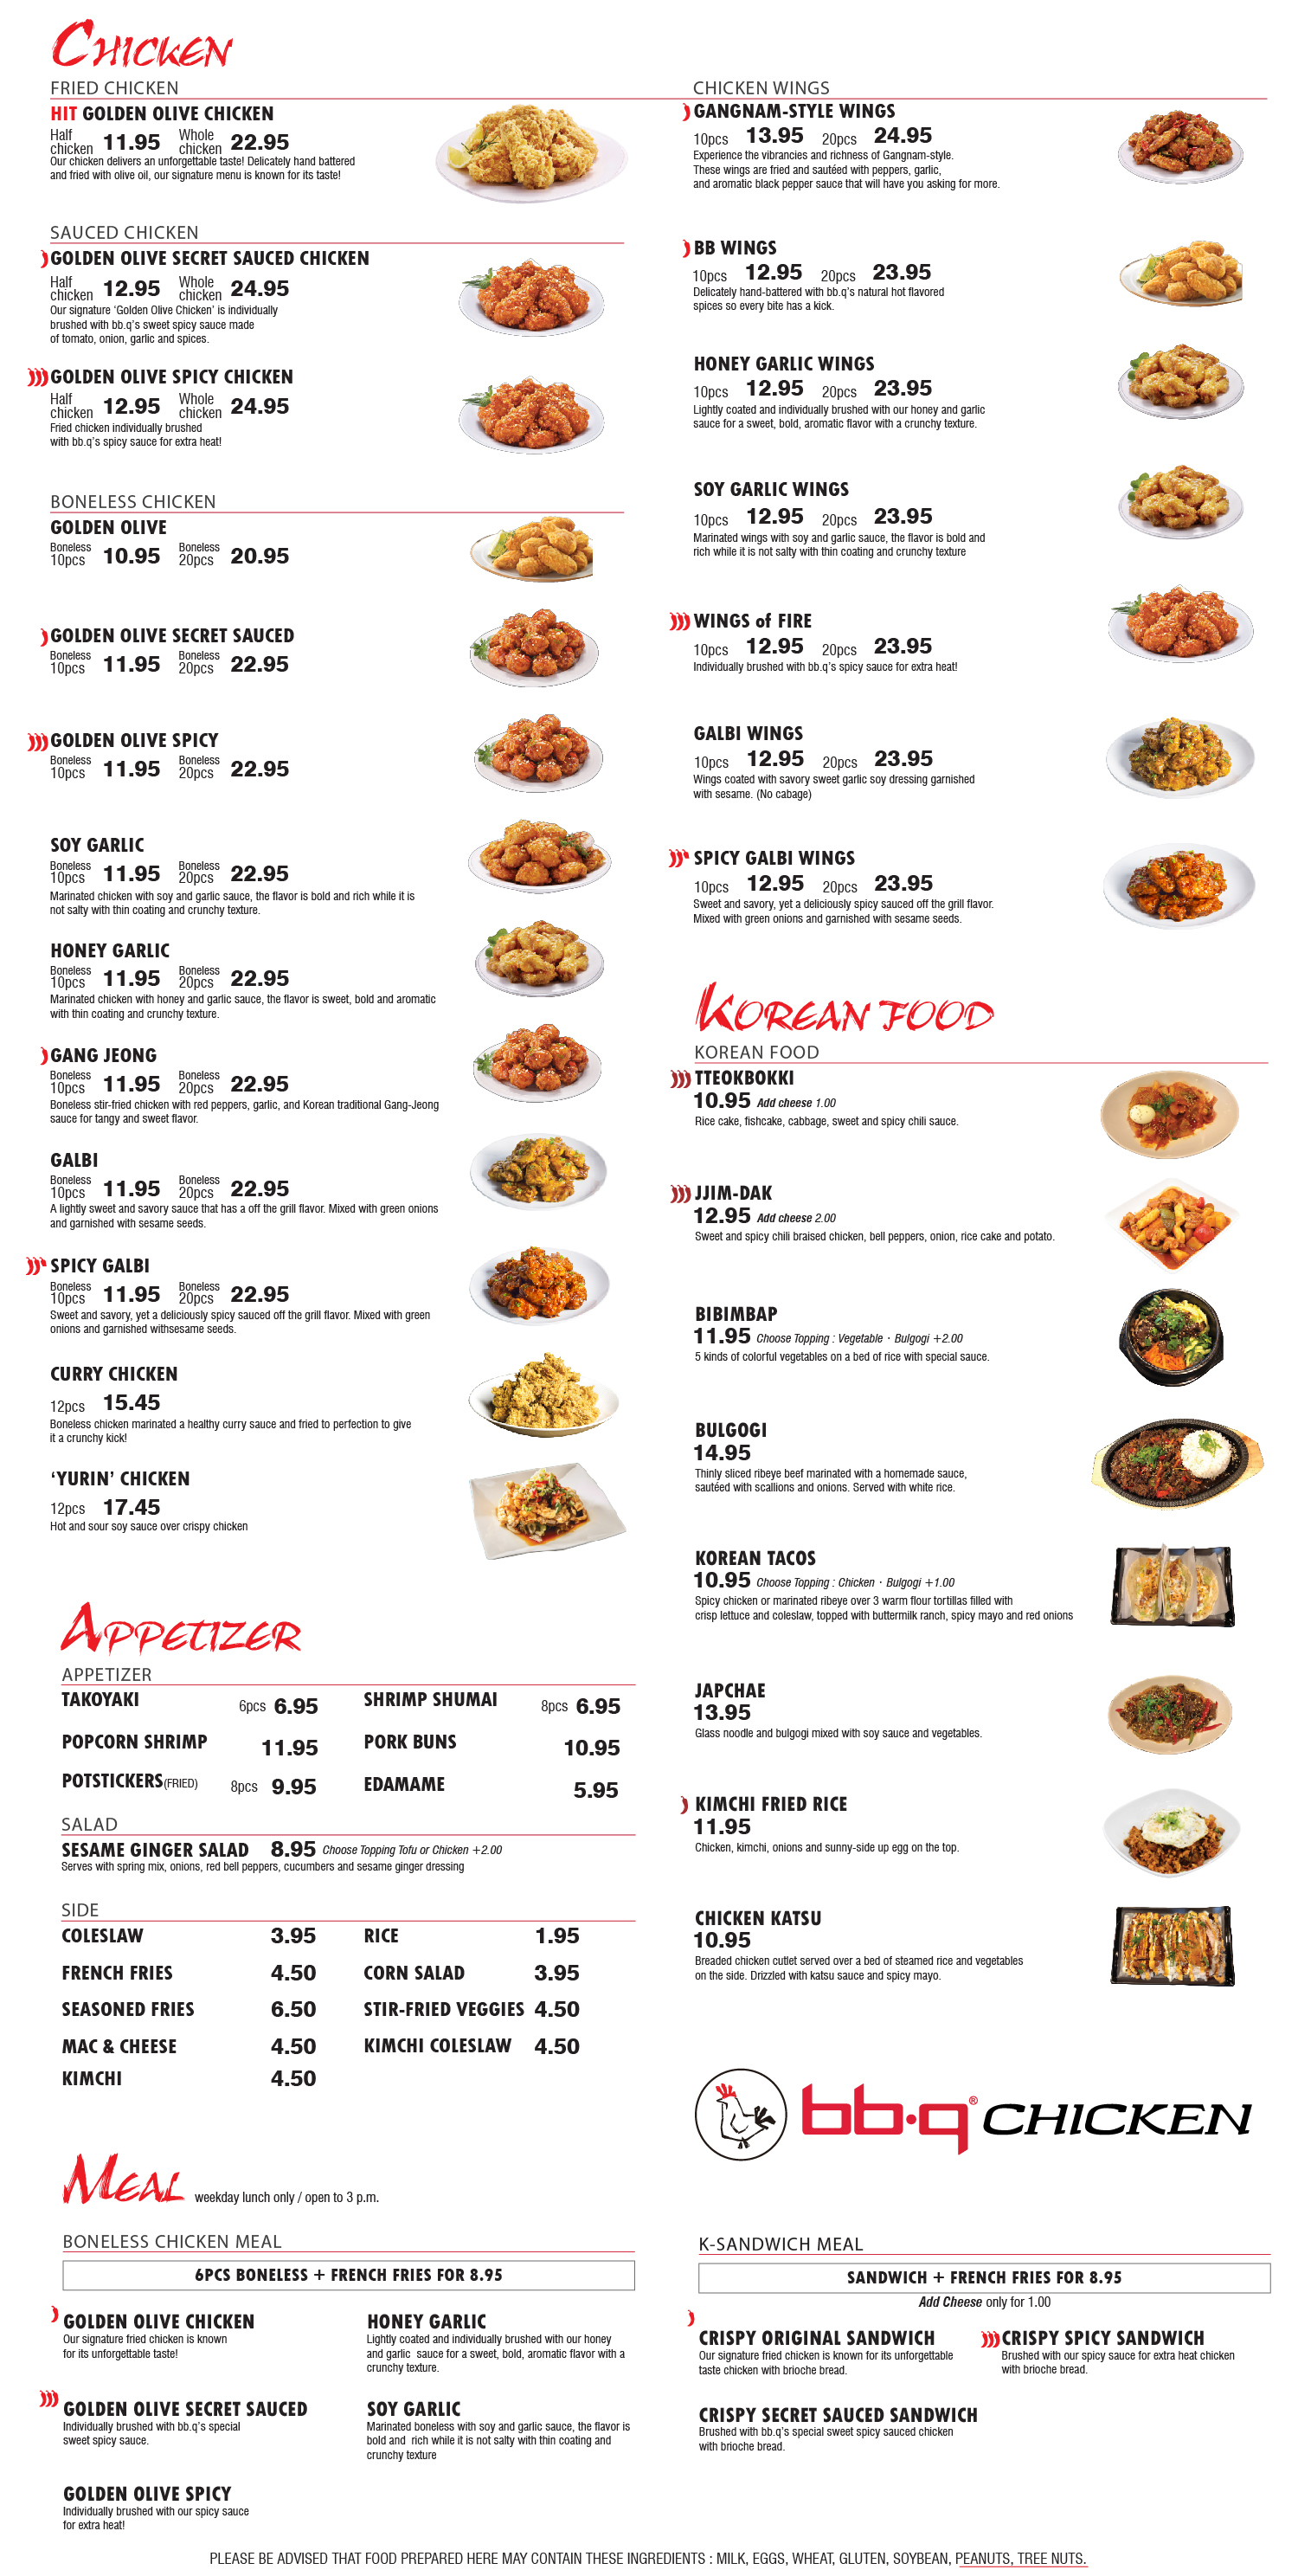 CHICKEN
FRIED CHICKEN
HIT GOLDEN OLIVE CHICKEN
Half chicken 11.95 Whole chicken 22.95
Our chicken delivers an unforgettable taste! Delicately hand battered
and fried with olive oil, our signature menu is known for its taste!
SAUCED CHICKEN
GOLDEN OLIVE SECRET SAUCED CHICKEN
Half chicken 12.95 Whole chicken 24.95
Our signature ‘Golden Olive Chicken’ is individually
brushed with bb.q’s sweet spicy sauce made
of tomato, onion, garlic and spices.
GOLDEN OLIVE SPICY CHICKEN
Half chicken 12.95 Whole chicken 24.95
Fried chicken individually brushed
with bb.q’s spicy sauce for extra heat!
BONELESS CHICKEN
GOLDEN OLIVE
Boneless 10pcs 10.95 Boneless 20pcs 20.95
GOLDEN OLIVE SECRET SAUCED
Boneless 10pcs 11.95 Boneless 20pcs 22.95
GOLDEN OLIVE SPICY
Boneless 10pcs 11.95 Boneless 20pcs 22.95
SOY GARLIC
Boneless 10pcs 11.95 Boneless 20pcs 22.95
Marinated chicken with soy and garlic sauce, the flavor is bold and rich while it is
not salty with thin coating and crunchy texture.
HONEY GARLIC
Boneless 10pcs 11.95 Boneless 20pcs 22.95
Marinated chicken with honey and garlic sauce, the flavor is sweet, bold and aromatic
with thin coating and crunchy texture.
GANG JEONG
Boneless 10pcs 11.95 Boneless 20pcs 22.95
Boneless stir-fried chicken with red peppers, garlic, and Korean traditional Gang-Jeong
sauce for tangy and sweet flavor.
GALBI
Boneless 10pcs 11.95 Boneless 20pcs 22.95
A lightly sweet and savory sauce that has a off the grill flavor. Mixed with green onions
and garnished with sesame seeds.
SPICY GALBI
Boneless 10pcs 11.95 Boneless 20pcs 22.95
Sweet and savory, yet a deliciously spicy sauced off the grill flavor. Mixed with green
onions and garnished withsesame seeds.
CURRY CHICKEN
12pcs 15.45
Boneless chicken marinated a healthy curry sauce and fried to perfection to give
it a crunchy kick!
‘YURIN’ CHICKEN
12pcs 17.45
Hot and sour soy sauce over crispy chicken
CHICKEN WINGS
GANGNAM-STYLE WINGS
10pcs 13.95 20pcs 24.95
Experience the vibrancies and richness of Gangnam-style.
These wings are fried and sautéed with peppers, garlic,
and aromatic black pepper sauce that will have you asking for more.
BB WINGS
10pcs 12.95 20pcs 23.95
Delicately hand-battered with bb.q’s natural hot flavored
spices so every bite has a kick.
HONEY GARLIC WINGS
10pcs 12.95 20pcs 23.95
Lightly coated and individually brushed with our honey and garlic
sauce for a sweet, bold, aromatic flavor with a crunchy texture.
SOY GARLIC WINGS
10pcs 12.95 20pcs 23.95
Marinated wings with soy and garlic sauce, the flavor is bold and
rich while it is not salty with thin coating and crunchy texture
WINGS of FIRE
10pcs 12.95 20pcs 23.95
Individually brushed with bb.q’s spicy sauce for extra heat!
GALBI WINGS
10pcs 12.95 20pcs 23.95
Wings coated with savory sweet garlic soy dressing garnished
with sesame. (No cabage)
SPICY GALBI WINGS
10pcs 12.95 20pcs 23.95
Sweet and savory, yet a deliciously spicy sauced off the grill flavor.
Mixed with green onions and garnished with sesame seeds.
KOREAN FOOD
KOREAN FOOD
TTEOKBOKKI
10.95 Add cheese 1.00
Rice cake, fishcake, cabbage, sweet and spicy chili sauce.
JJIM-DAK
12.95 Add cheese 2.00
Sweet and spicy chili braised chicken, bell peppers, onion, rice cake and potato.
BIBIMBAP
11.95 Choose Topping : Vegetable · Bulgogi +2.00
5 kinds of colorful vegetables on a bed of rice with special sauce.
BULGOGI
14.95
Thinly sliced ribeye beef marinated with a homemade sauce,
sautéed with scallions and onions. Served with white rice.
KOREAN TACOS
10.95 Choose Topping : Chicken · Bulgogi +1.00
Spicy chicken or marinated ribeye over 3 warm flour tortillas filled with
crisp lettuce and coleslaw, topped with buttermilk ranch, spicy mayo and red onions
JAPCHAE
13.95
Glass noodle and bulgogi mixed with soy sauce and vegetables.
KIMCHI FRIED RICE
11.95
Chicken, kimchi, onions and sunny-side up egg on the top.
CHICKEN KATSU
10.95
Breaded chicken cutlet served over a bed of steamed rice and vegetables
on the side. Drizzled with katsu sauce and spicy mayo.
APPETIZER
APPETIZER
TAKOYAKI 6pcs 6.95 SHRIMP SHUMAI 8pcs 6.95
POPCORN SHRIMP 11.95 PORK BUNS 10.95
POTSTICKERS(FRIED) 8pcs 9.95 EDAMAME 5.95
SALAD
SESAME GINGER SALAD 8.95 Choose Topping Tofu or Chicken +2.00
Serves with spring mix, onions, red bell peppers, cucumbers and sesame ginger dressing
SIDE
COLESLAW 3.95 RICE 1.95
FRENCH FRIES 4.50 CORN SALAD 3.95
SEASONED FRIES 6.50 STIR-FRIED VEGGIES 4.50
MAC & CHEESE 4.50 KIMCHI COLESLAW 4.50
KIMCHI 4.50
bb.q® CHICKEN
MEAL weekday lunch only / open to 3 p.m.
BONELESS CHICKEN MEAL
6PCS BONELESS + FRENCH FRIES FOR 8.95
GOLDEN OLIVE CHICKEN
Our signature fried chicken is known
for its unforgettable taste!
GOLDEN OLIVE SECRET SAUCED
Individually brushed with bb.q’s special
sweet spicy sauce.
GOLDEN OLIVE SPICY
Individually brushed with our spicy sauce
for extra heat!
HONEY GARLIC
Lightly coated and individually brushed with our honey
and garlic sauce for a sweet, bold, aromatic flavor with a
crunchy texture.
SOY GARLIC
Marinated boneless with soy and garlic sauce, the flavor is
bold and rich while it is not salty with thin coating and
crunchy texture
K-SANDWICH MEAL
SANDWICH + FRENCH FRIES FOR 8.95
Add Cheese only for 1.00
CRISPY ORIGINAL SANDWICH
Our signature fried chicken is known for its unforgettable
taste chicken with brioche bread.
CRISPY SPICY SANDWICH
Brushed with our spicy sauce for extra heat chicken
with brioche bread.
CRISPY SECRET SAUCED SANDWICH
Brushed with bb.q’s special sweet spicy sauced chicken
with brioche bread.
PLEASE BE ADVISED THAT FOOD PREPARED HERE MAY CONTAIN THESE INGREDIENTS : MILK, EGGS, WHEAT, GLUTEN, SOYBEAN, PEANUTS, TREE NUTS.